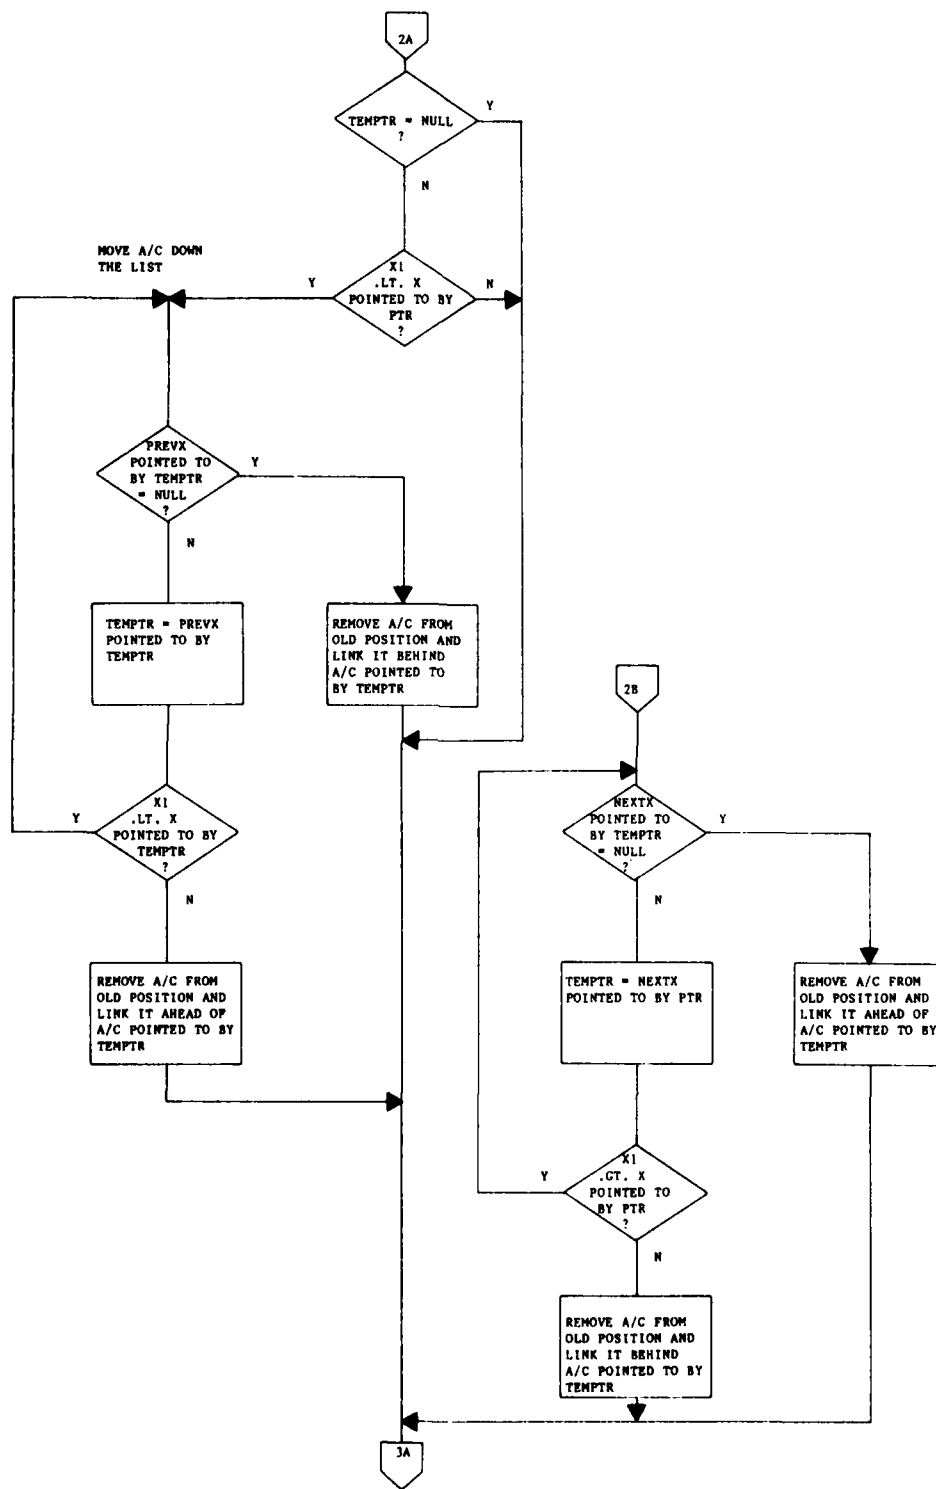 2A
TEMPTR = NULL
?
Y
N
MOVE A/C DOWN
THE LIST
X1
.LT. X
POINTED TO BY
PTR
?
Y
N
PREVX
POINTED TO
BY TEMPTR
= NULL
?
Y
N
TEMPTR = PREVX
POINTED TO BY
TEMPTR
REMOVE A/C FROM
OLD POSITION AND
LINK IT BEHIND
A/C POINTED TO
BY TEMPTR
X1
.LT. X
POINTED TO BY
TEMPTR
?
Y
N
REMOVE A/C FROM
OLD POSITION AND
LINK IT AHEAD OF
A/C POINTED TO BY
TEMPTR
2B
NEXTX
POINTED TO
BY TEMPTR
= NULL
?
Y
N
TEMPTR = NEXTX
POINTED TO BY PTR
REMOVE A/C FROM
OLD POSITION AND
LINK IT AHEAD OF
A/C POINTED TO BY
TEMPTR
X1
.GT. X
POINTED TO
BY PTR
?
Y
N
REMOVE A/C FROM
OLD POSITION AND
LINK IT BEHIND
A/C POINTED TO BY
TEMPTR
3A